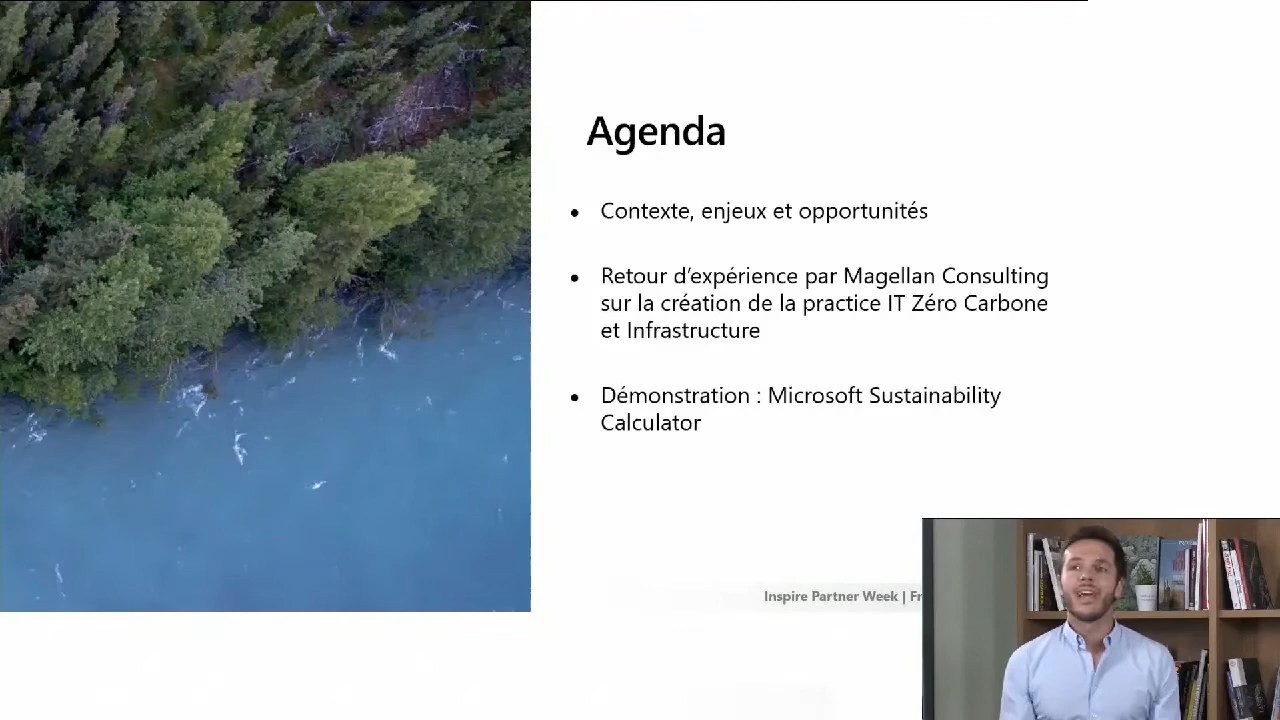 Agenda
• Contexte, enjeux et opportunités
• Retour d’expérience par Magellan Consulting
sur la création de la practice IT Zéro Carbone
et Infrastructure
• Démonstration : Microsoft Sustainability
Calculator
Inspire Partner Week |